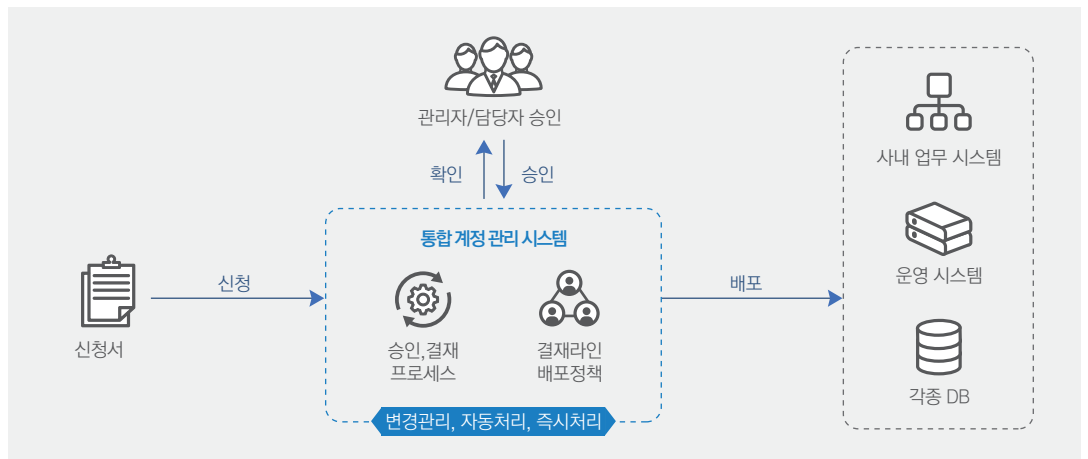 관리자/담당자 승인
확인
승인
사내 업무 시스템
통합 계정 관리 시스템
신청
배포
운영 시스템
신청서
승인,결재
프로세스
결재라인
배포정책
각종 DB
변경관리, 자동처리, 즉시처리